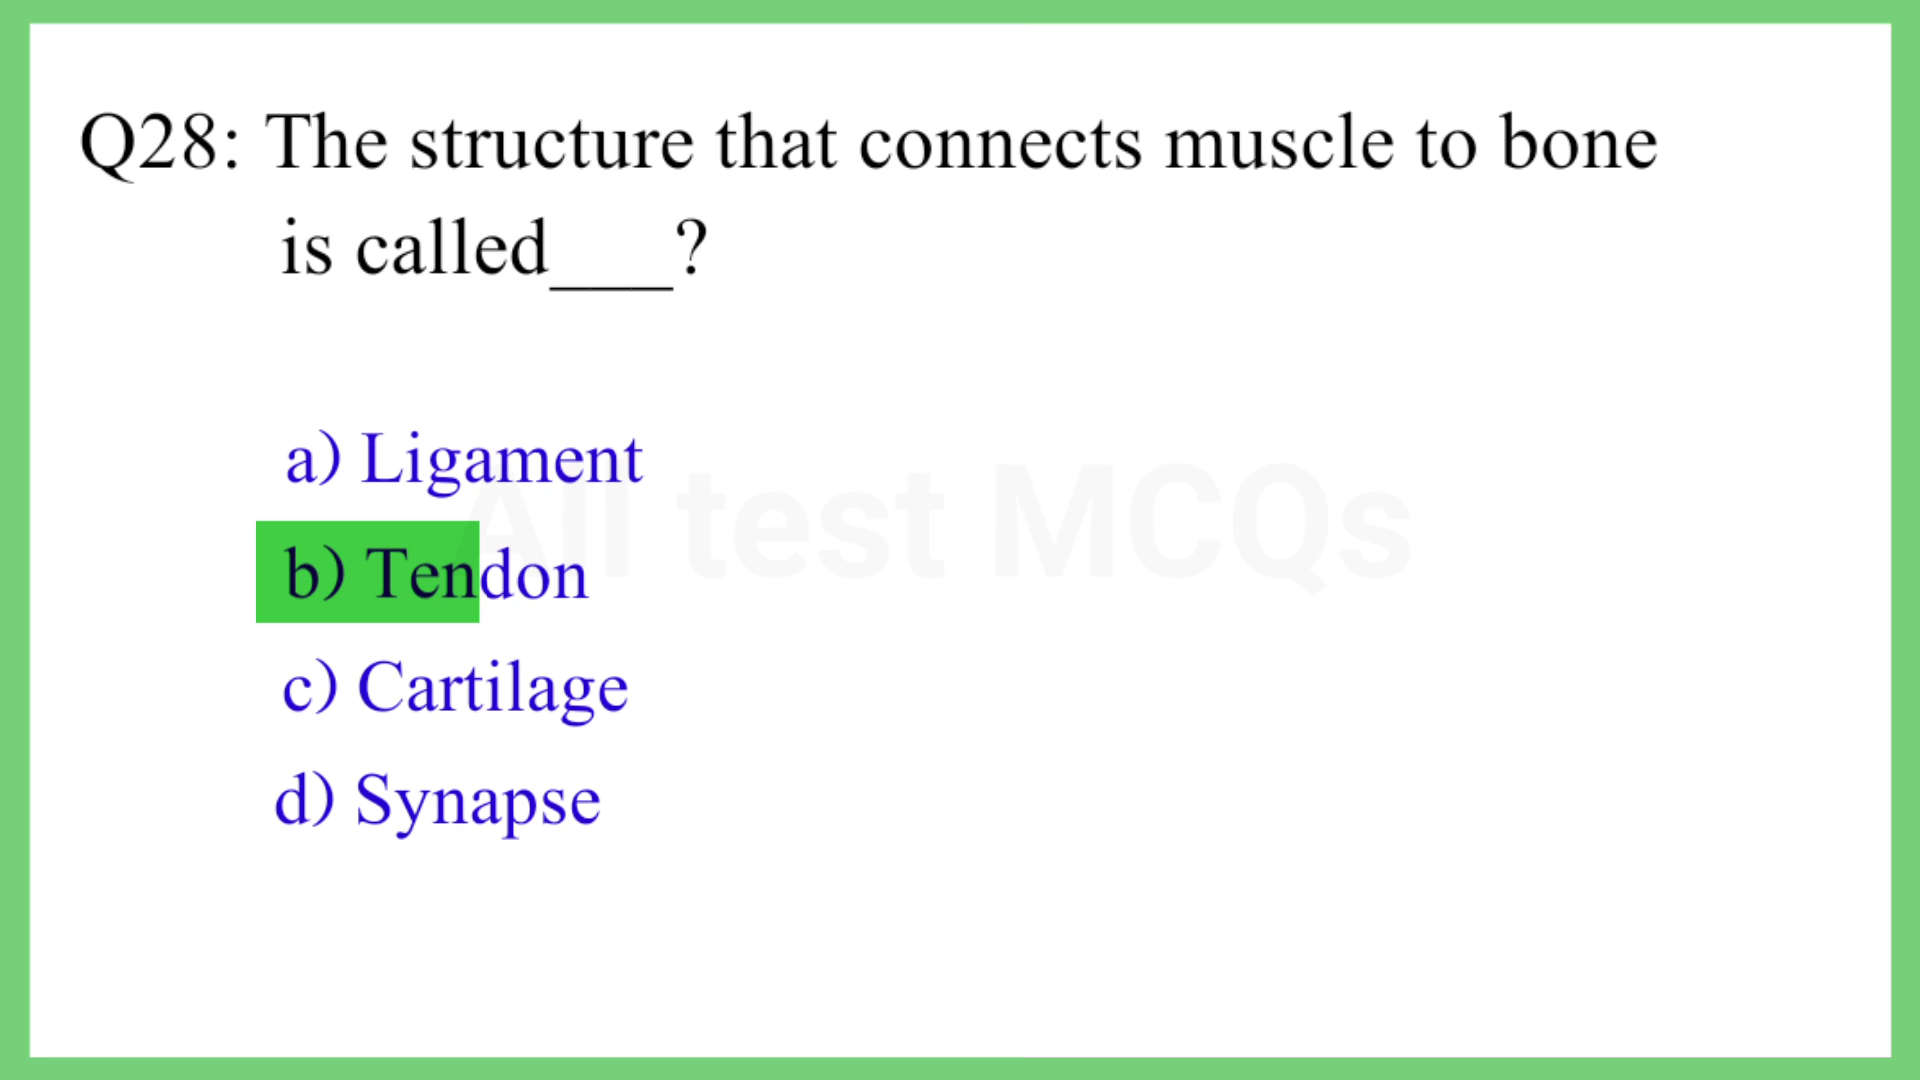 Q28: The structure that connects muscle to bone
is called___?
a) Ligament
All test MCQs
b) Tendon
c) Cartilage
d) Synapse